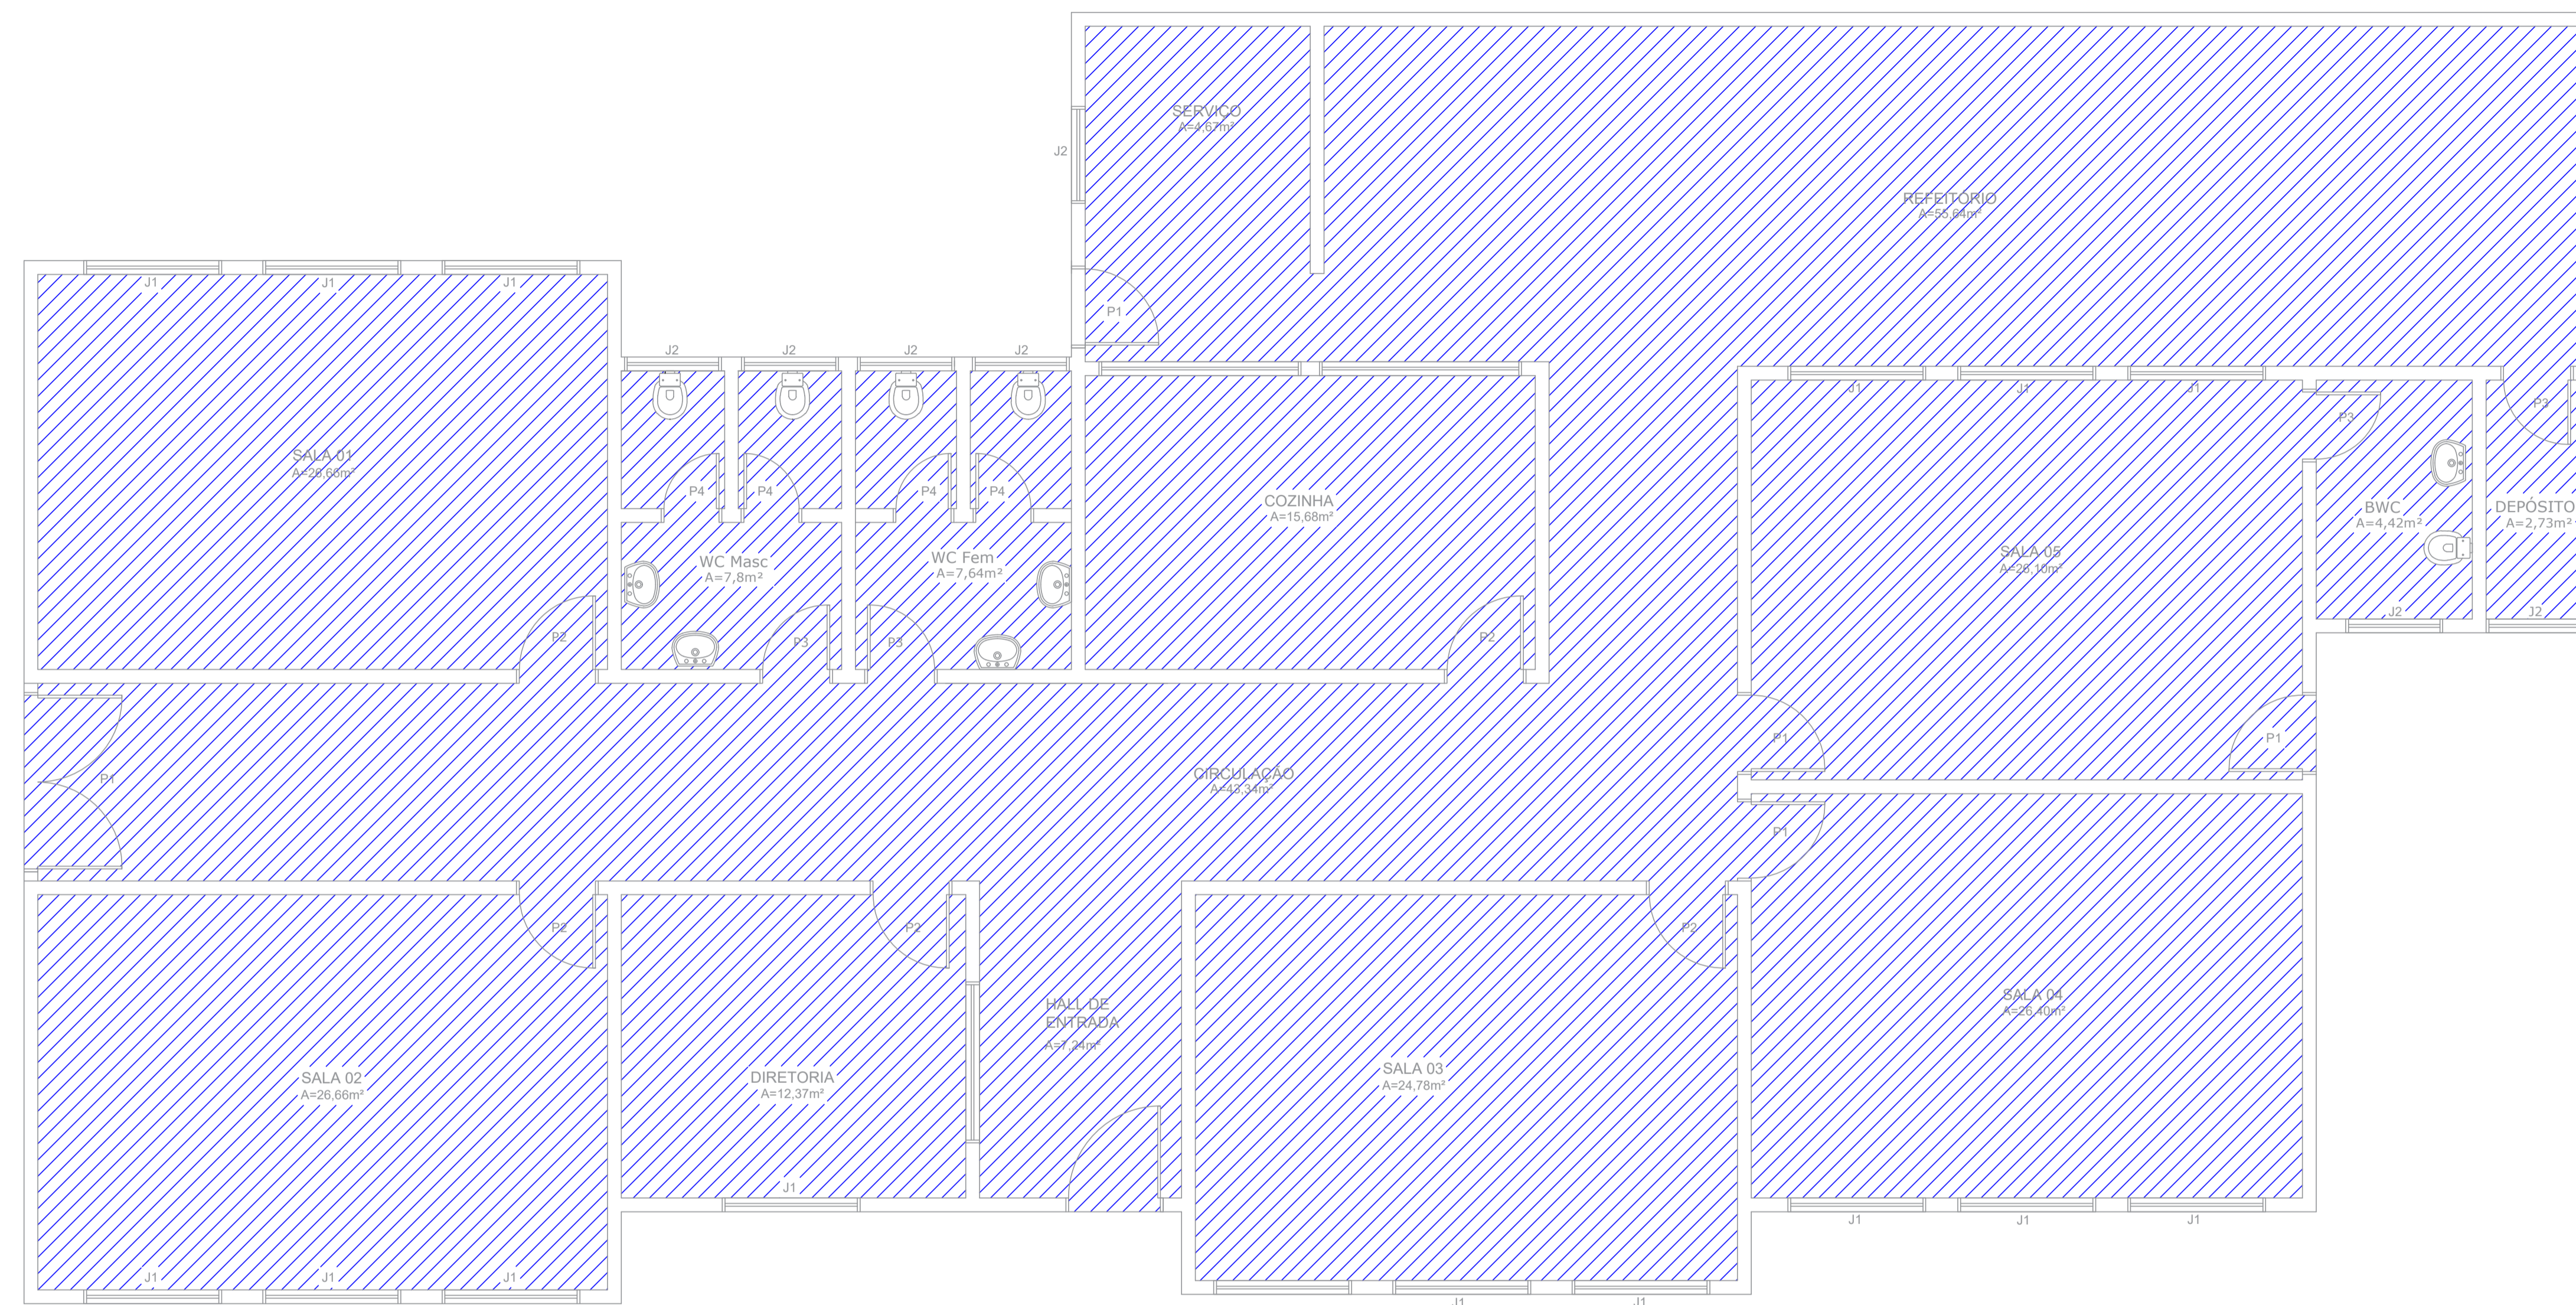 SERVIÇO
A=4,67m²
J2
REFEITÓRIO
A=55,64m²
J1
J1
J1
P1
J2
J2
J2
J2
J1
J1
J1
P3
P3
SALA 01
A=26,65m²
P4
P4
P4
P4
COZINHA
A=15,68m²
BWC
A=4,42m²
DEPÓSITO
A=2,73m²
WC Masc
A=7,8m²
WC Fem
A=7,64m²
SALA 05
A=26,10m²
J2
J2
P2
P3
P3
P2
P1
P1
P1
CIRCULAÇÃO
A=43,34m²
P1
P2
P2
P2
HALL DE
ENTRADA
A=7,24m²
SALA 04
A=26,40m²
SALA 02
A=26,66m²
DIRETORIA
A=12,37m²
SALA 03
A=24,78m²
J1
J1
J1
J1
J1
J1
J1
J1
J1